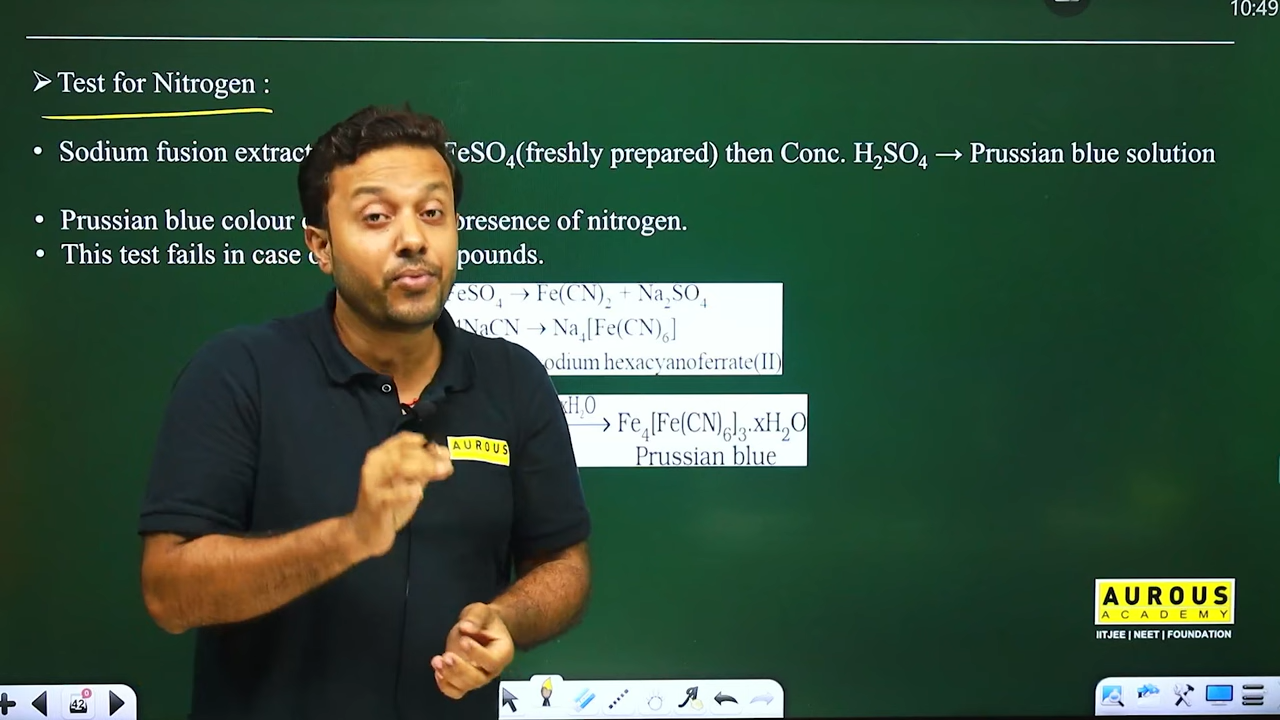 10:49
➤ Test for Nitrogen :
• Sodium fusion extract FeSO₄(freshly prepared) then Conc. H₂SO₄ → Prussian blue solution
• Prussian blue colour presence of nitrogen.
• This test fails in case pounds.
FeSO₄ → Fe(CN)₂ + Na₂SO₄
NaCN → Na₄[Fe(CN)₆]
odium hexacyanoferrate(II)
xH₂O
→ Fe₄[Fe(CN)₆]₃.xH₂O
Prussian blue
AUROUS
AUROUS
ACADEMY
IITJEE | NEET | FOUNDATION
42
0